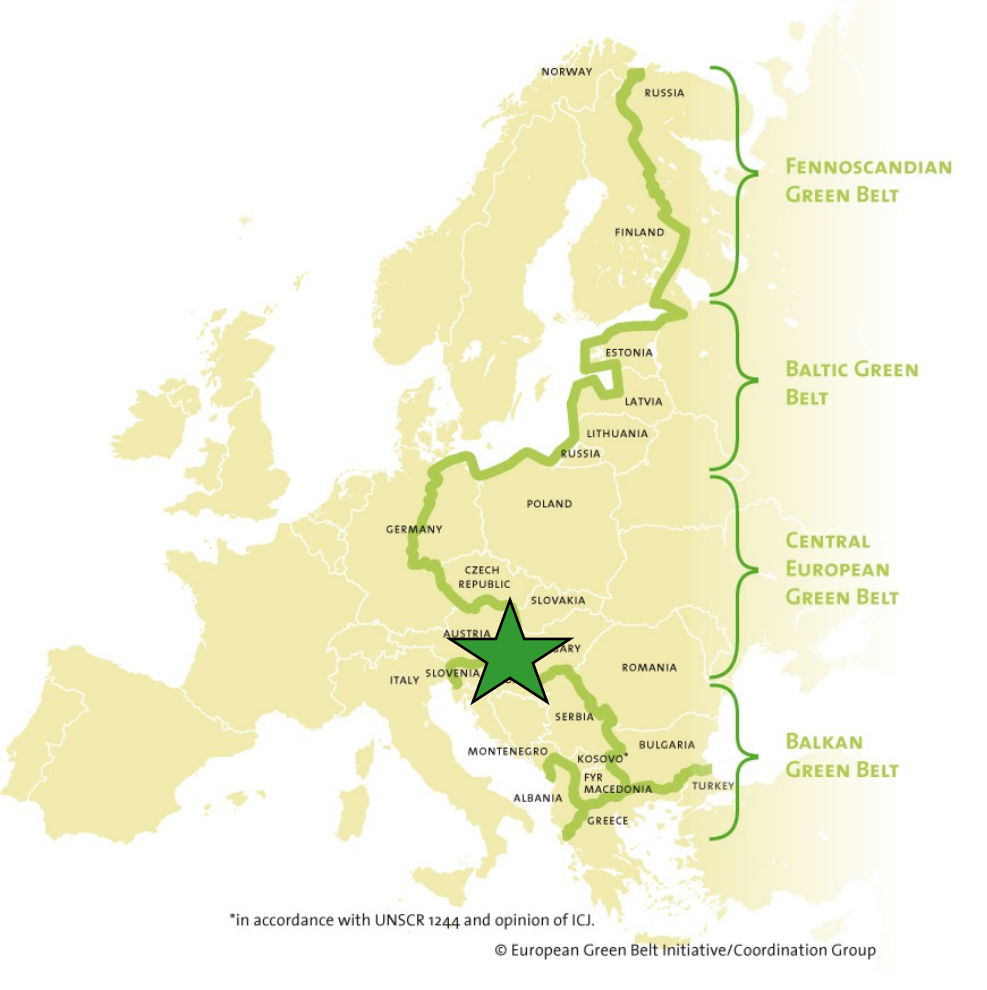 NORWAY
RUSSIA
FENNOSCANDIAN
GREEN BELT
FINLAND
ESTONIA
BALTIC GREEN
BELT
LATVIA
LITHUANIA
RUSSIA
POLAND
GERMANY
CENTRAL
EUROPEAN
GREEN BELT
CZECH
REPUBLIC
SLOVAKIA
AUSTRIA
GARY
ROMANIA
SLOVENIA
ITALY
SERBIA
BULGARIA
BALKAN
GREEN BELT
MONTENEGRO
KOSOVO*
FYR
MACEDONIA
TURKEY
ALBANIA
GREECE
*in accordance with UNSCR 1244 and opinion of ICJ.
© European Green Belt Initiative/Coordination Group